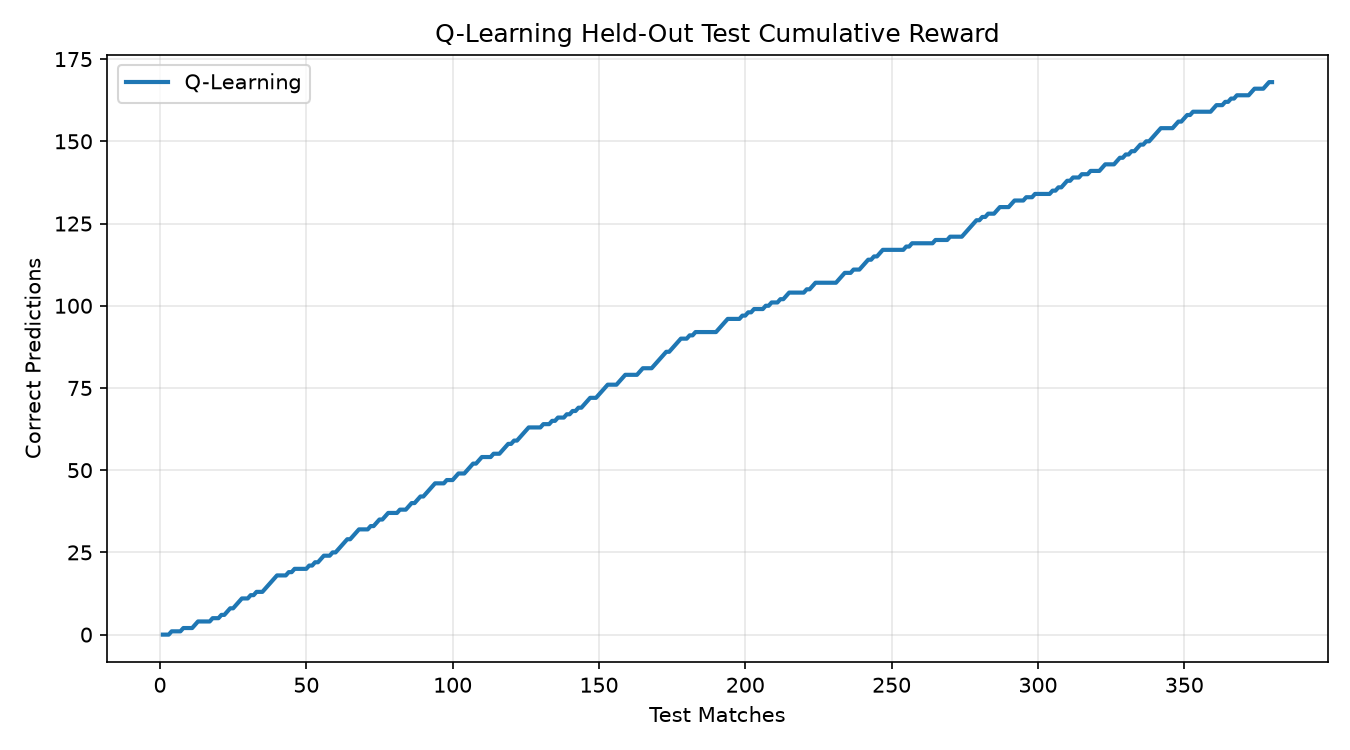 Q-Learning Held-Out Test Cumulative Reward
Q-Learning
175
150
125
100
75
50
25
0
Correct Predictions
0 50 100 150 200 250 300 350
Test Matches